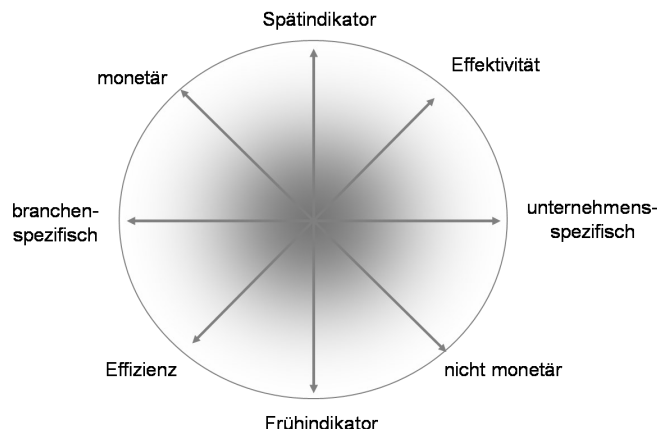 Spätindikator
Effektivität
monetär
branchen-
spezifisch
unternehmens-
spezifisch
Effizienz
nicht monetär
Frühindikator